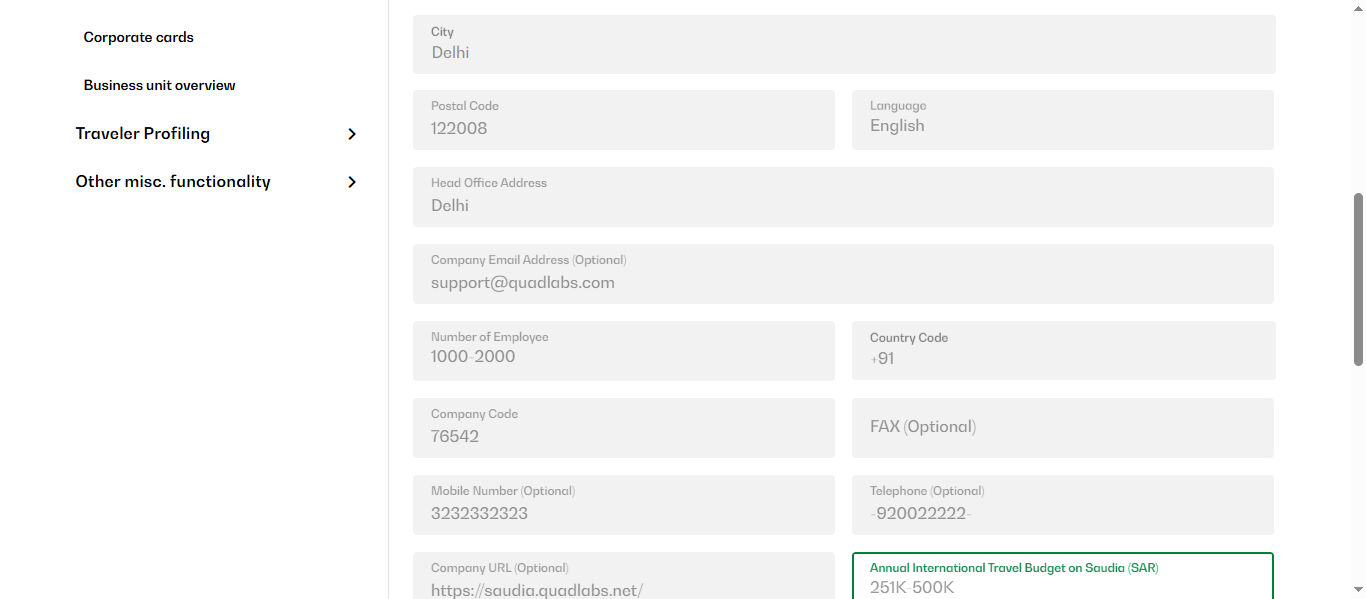 Corporate cards
Business unit overview
Traveler Profiling
Other misc. functionality
City
Delhi
Postal Code
122008
Language
English
Head Office Address
Delhi
Company Email Address (Optional)
support@quadlabs.com
Number of Employee
1000-2000
Country Code
+91
Company Code
76542
FAX (Optional)
Mobile Number (Optional)
3232332323
Telephone (Optional)
-920022222-
Company URL (Optional)
https://saudia.quadlabs.net/
Annual International Travel Budget on Saudia (SAR)
251K-500K